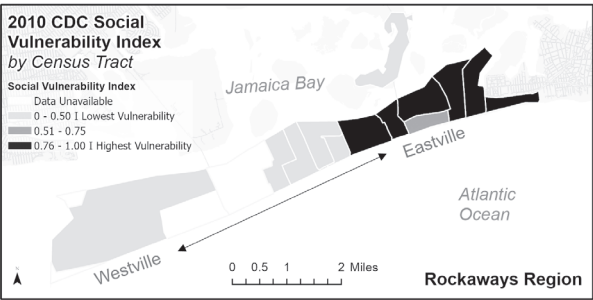 2010 CDC Social
Vulnerability Index
by Census Tract
Social Vulnerability Index
Data Unavailable
0 - 0.50 I Lowest Vulnerability
0.51 - 0.75
0.76 - 1.00 I Highest Vulnerability
Jamaica Bay
Eastville
Atlantic
Ocean
Westville
0 0.5 1 2 Miles
Rockaways Region